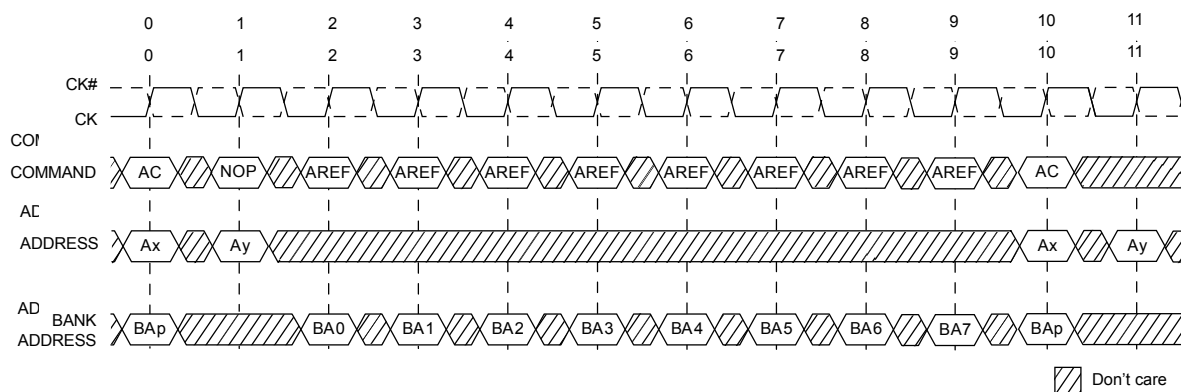 0 1 2 3 4 5 6 7 8 9 10 11
0 1 2 3 4 5 6 7 8 9 10 11
CK#
CK
COM
COMMAND AC NOP AREF AREF AREF AREF AREF AREF AREF AREF AC
AD
ADDRESS Ax Ay Ax Ay
AD
BANK
ADDRESS BAp BA0 BA1 BA2 BA3 BA4 BA5 BA6 BA7 BAp
Don't care